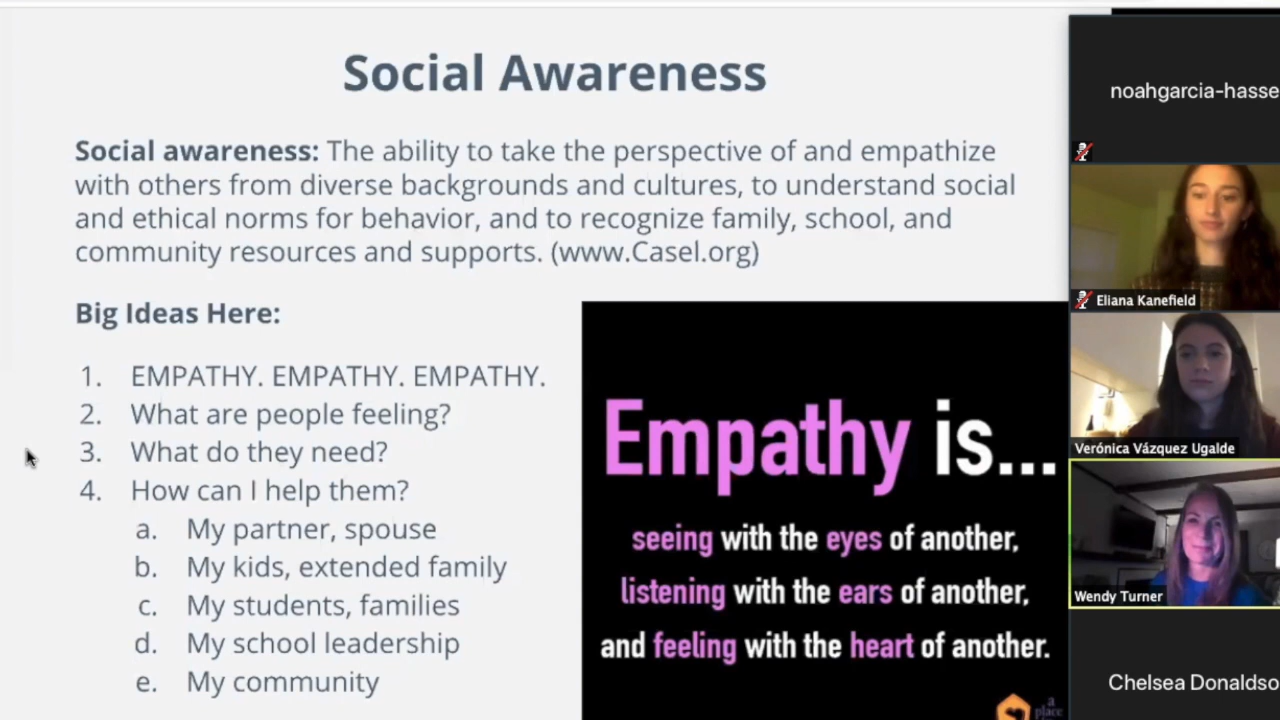 Social Awareness
Social awareness: The ability to take the perspective of and empathize
with others from diverse backgrounds and cultures, to understand social
and ethical norms for behavior, and to recognize family, school, and
community resources and supports. (www.Casel.org)
Big Ideas Here:
1. EMPATHY. EMPATHY. EMPATHY.
2. What are people feeling?
3. What do they need?
4. How can I help them?
a. My partner, spouse
b. My kids, extended family
c. My students, families
d. My school leadership
e. My community
Empathy is...
seeing with the eyes of another,
listening with the ears of another,
and feeling with the heart of another.
a
place
noahgarcia-hasse
Eliana Kanefield
Verónica Vázquez Ugalde
Wendy Turner
Chelsea Donaldso